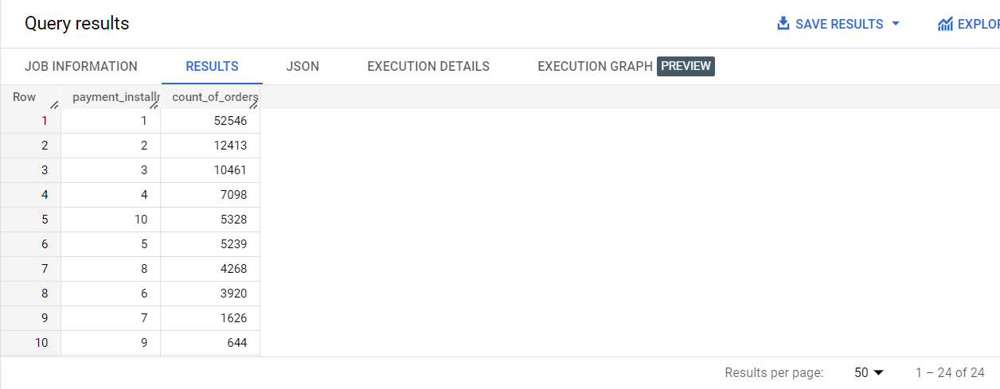 Query results SAVE RESULTS EXPLOR
JOB INFORMATION RESULTS JSON EXECUTION DETAILS EXECUTION GRAPH PREVIEW
Row payment_installr count_of_orders
1 1 52546
2 2 12413
3 3 10461
4 4 7098
5 10 5328
6 5 5239
7 8 4268
8 6 3920
9 7 1626
10 9 644
Results per page: 50 1 – 24 of 24